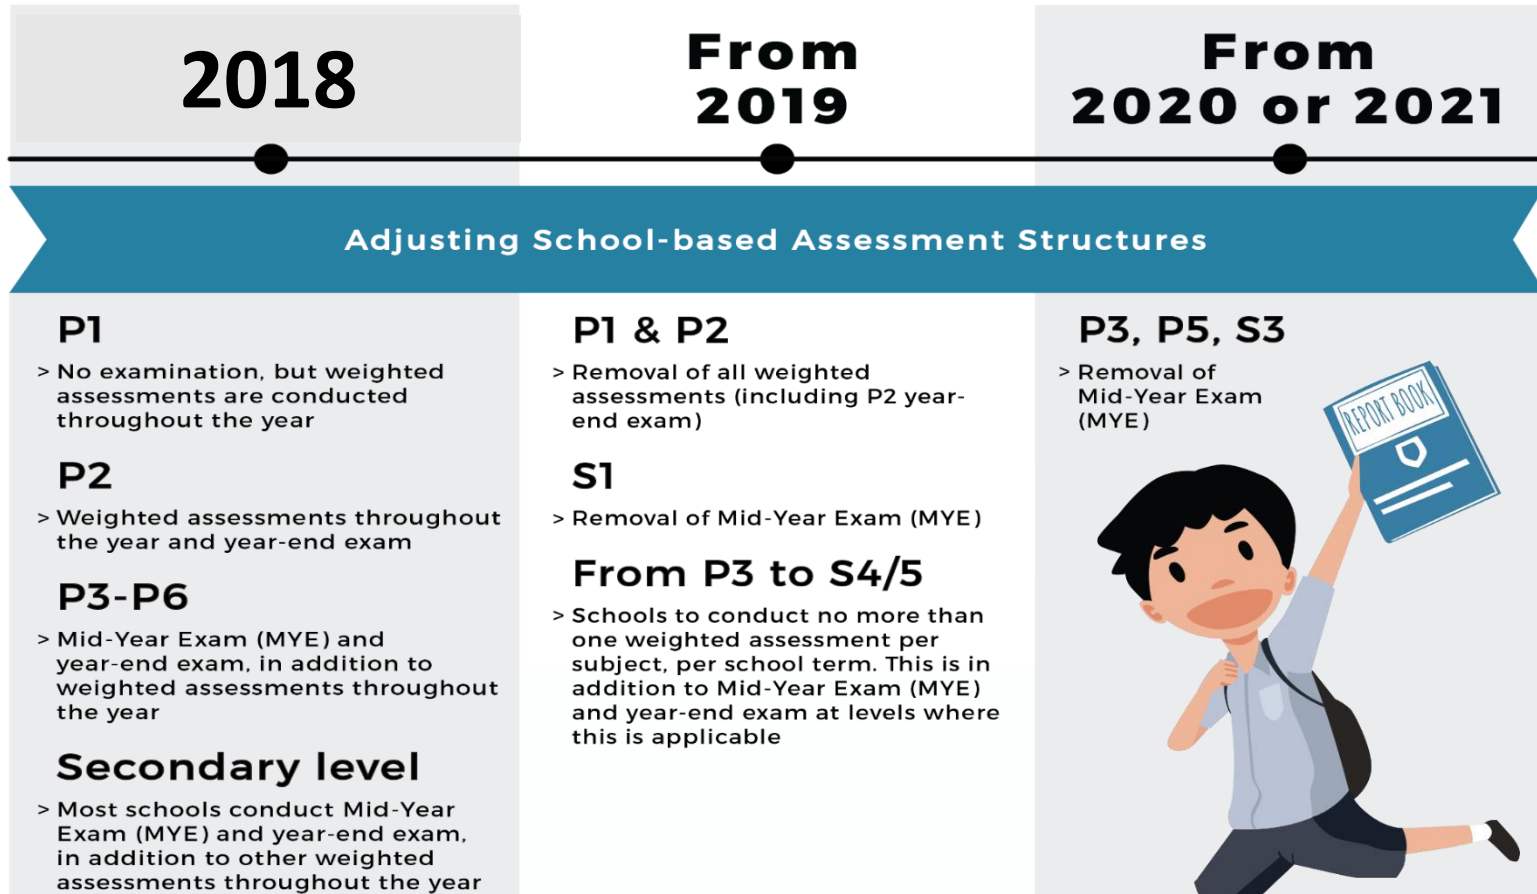 2018
From
2019
From
2020 or 2021
Adjusting School-based Assessment Structures
P1
> No examination, but weighted
assessments are conducted
throughout the year
P2
> Weighted assessments throughout
the year and year-end exam
P3-P6
> Mid-Year Exam (MYE) and
year-end exam, in addition to
weighted assessments throughout
the year
Secondary level
> Most schools conduct Mid-Year
Exam (MYE) and year-end exam,
in addition to other weighted
assessments throughout the year
P1 & P2
> Removal of all weighted
assessments (including P2 year-
end exam)
S1
> Removal of Mid-Year Exam (MYE)
From P3 to S4/5
> Schools to conduct no more than
one weighted assessment per
subject, per school term. This is in
addition to Mid-Year Exam (MYE)
and year-end exam at levels where
this is applicable
P3, P5, S3
> Removal of
Mid-Year Exam
(MYE)
REPORT BOOK